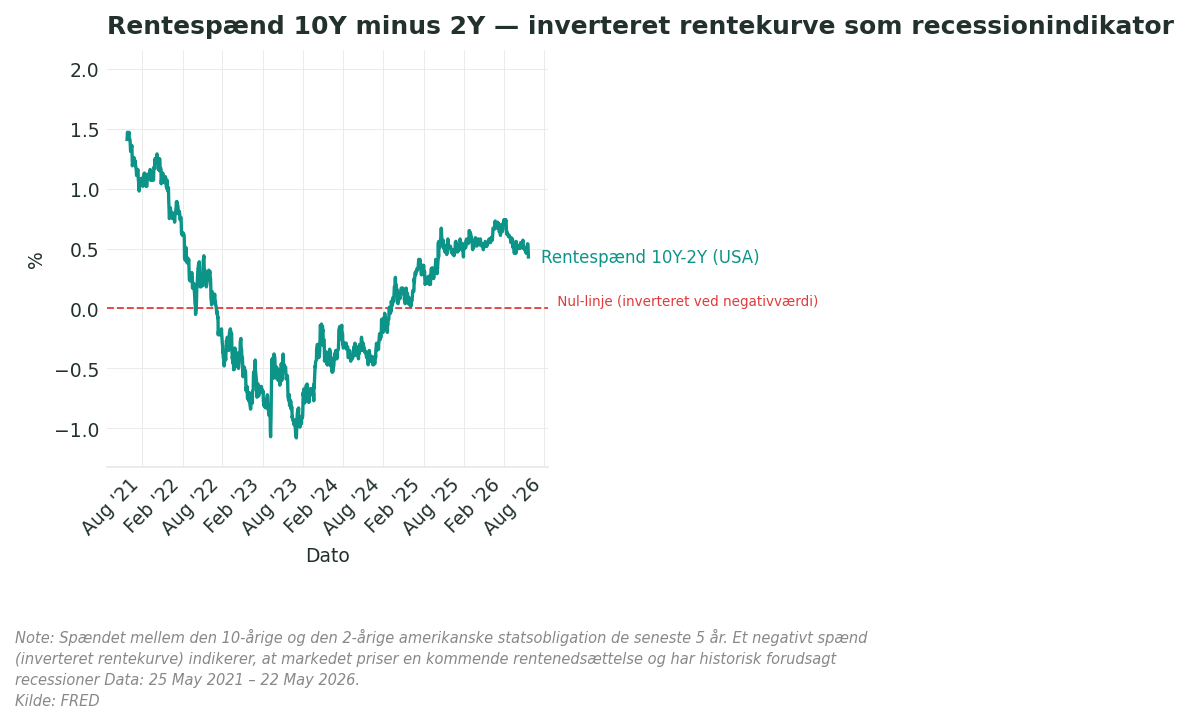 Rentespænd 10Y minus 2Y — inverteret rentekurve som recessionindikator
2.0
1.5
1.0
0.5
0.0
−0.5
−1.0
%
Rentespænd 10Y-2Y (USA)
Nul-linje (inverteret ved negativværdi)
Aug '21
Feb '22
Aug '22
Feb '23
Aug '23
Feb '24
Aug '24
Feb '25
Aug '25
Feb '26
Aug '26
Dato
Note: Spændet mellem den 10-årige og den 2-årige amerikanske statsobligation de seneste 5 år. Et negativt spænd
(inverteret rentekurve) indikerer, at markedet priser en kommende rentenedsættelse og har historisk forudsagt
recessioner Data: 25 May 2021 – 22 May 2026.
Kilde: FRED